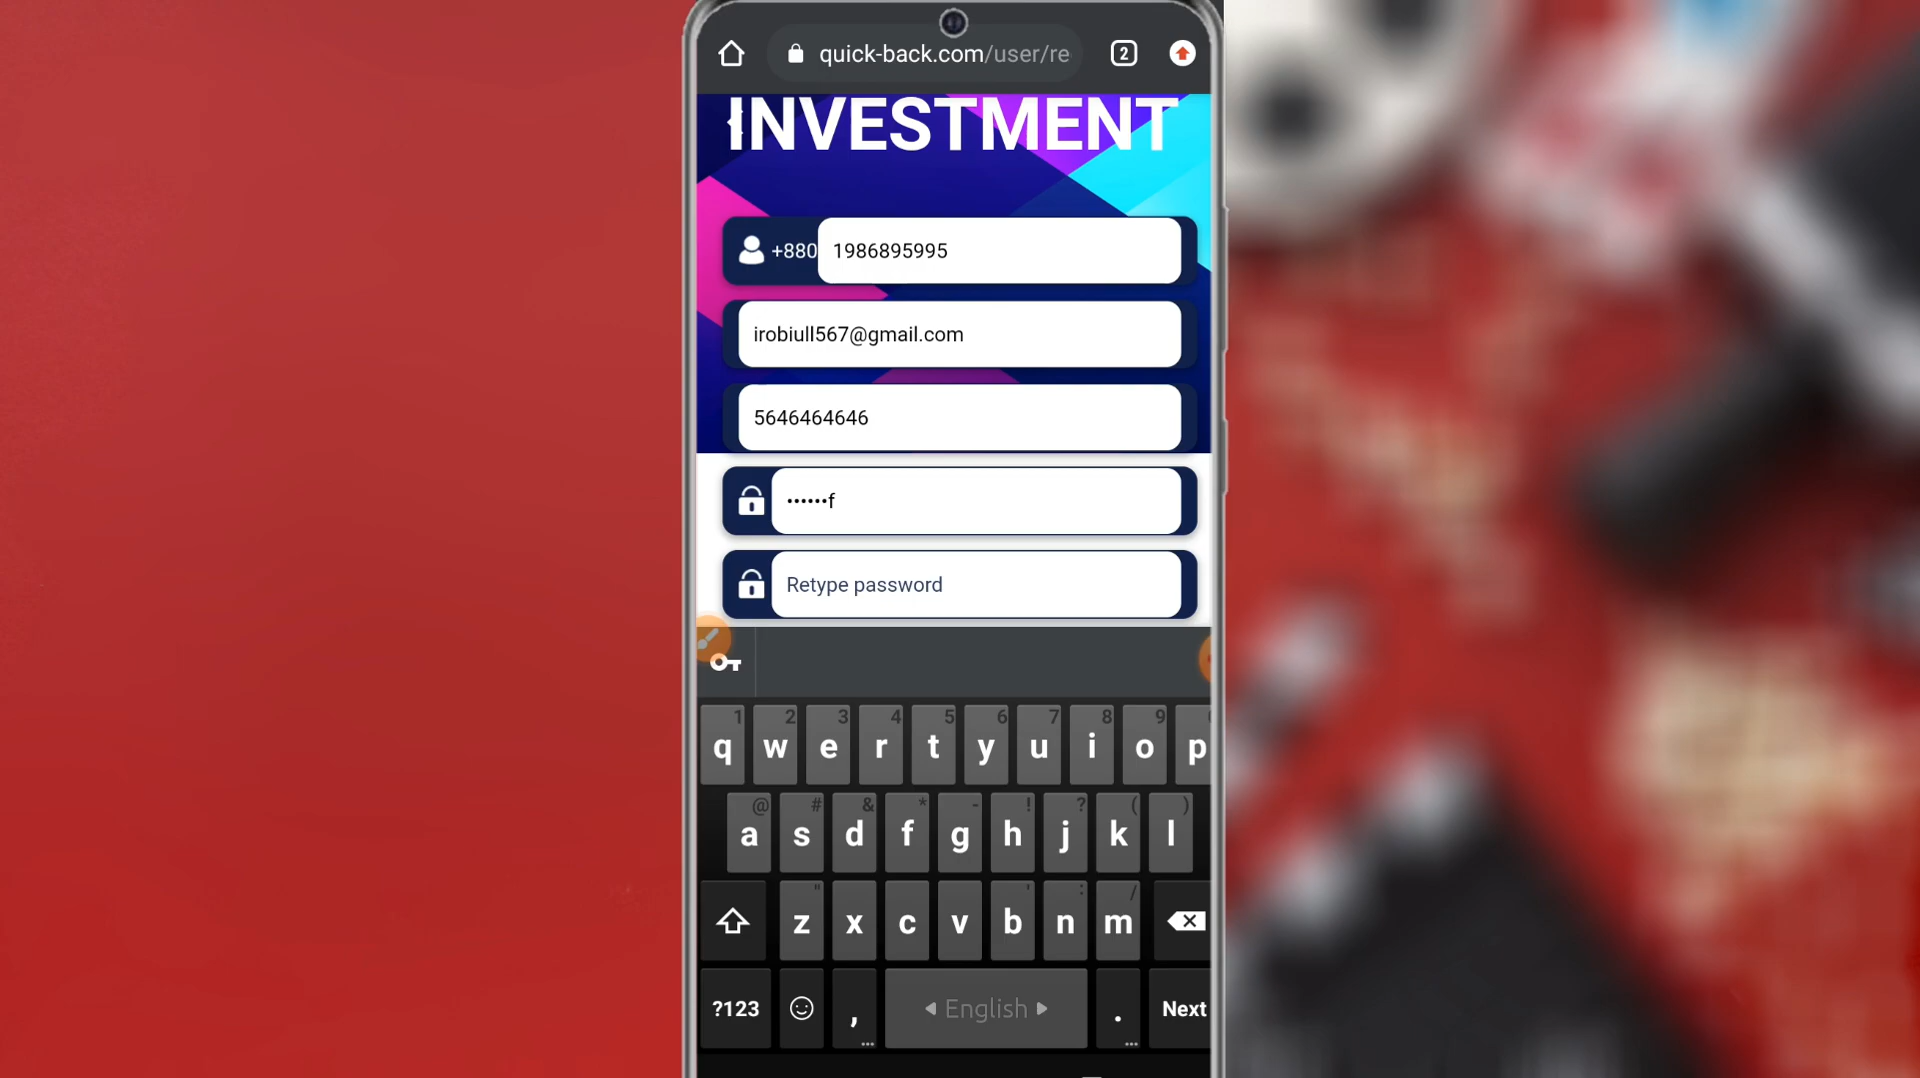 2
quick-back.com/user/re
INVESTMENT
+880 1986895995
irobiull567@gmail.com
5646464646
••••••f
Retype password
1 2 3 4 5 6 7 8 9
q w e r t y u i o p
@ # & * - ! ? ( )
a s d f g h j k l
" ' : /
z x c v b n m
?123 , English . Next